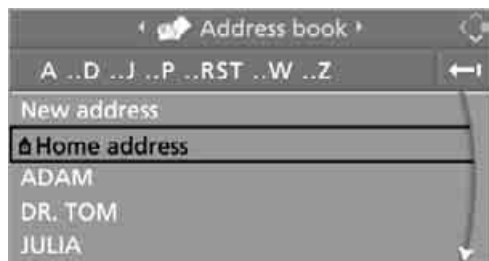 Address book
A ..D ..J ..P ..RST ..W ..Z
New address
Home address
ADAM
DR. TOM
JULIA